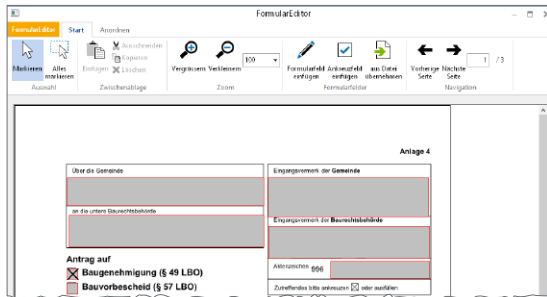 FormularEditor
FormularEditor Start Anordnen
Markieren Alles markieren
Auswahl
Einfügen Ausschneiden Kopieren Löschen
Zwischenablage
Vergrössern Verkleinern 100
Zoom
Formularfeld einfügen Ankreuzfeld einfügen aus Datei übernehmen
Formularfelder
Vorherige Seite Nächste Seite 1 / 3
Navigation
Anlage 4
Über die Gemeinde
Eingangsvermerk der Gemeinde
an die untere Baurechtsbehörde
Eingangsvermerk der Baurechtsbehörde
Antrag auf
Aktenzeichen 996
Baugenehmigung (§ 49 LBO)
Bauvorbescheid (§ 57 LBO)
Zutreffendes bitte ankreuzen ☒ oder ausfüllen